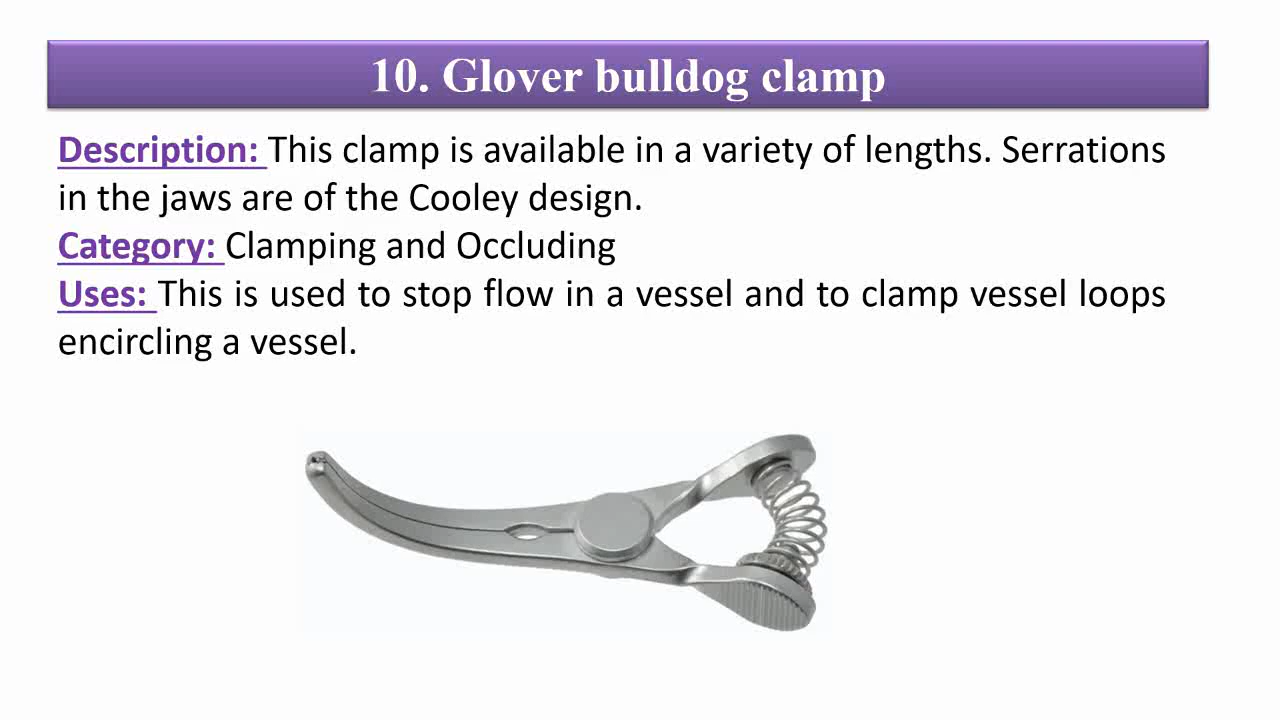 10. Glover bulldog clamp
Description: This clamp is available in a variety of lengths. Serrations
in the jaws are of the Cooley design.
Category: Clamping and Occluding
Uses: This is used to stop flow in a vessel and to clamp vessel loops
encircling a vessel.